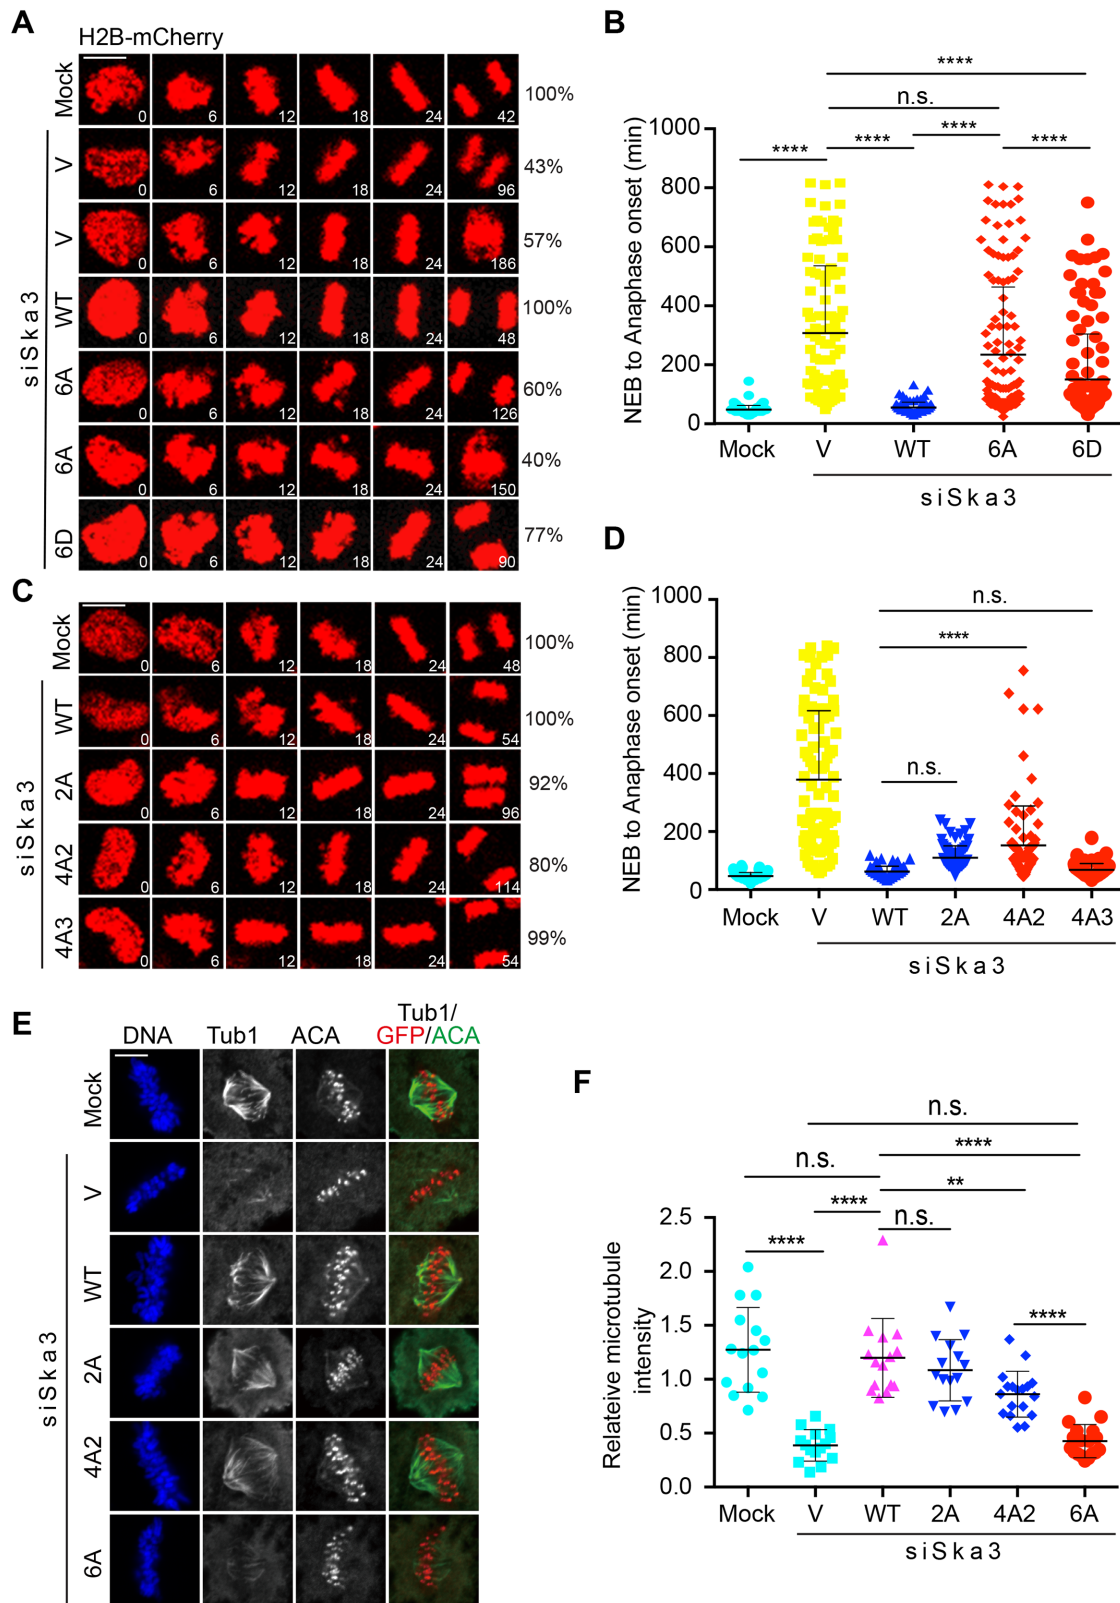 A
H2B-mCherry
Mock
0 6 12 18 24 42
100%
siSka3
V
0 6 12 18 24 96
43%
V
0 6 12 18 24 186
57%
WT
0 6 12 18 24 48
100%
6A
0 6 12 18 24 126
60%
6A
0 6 12 18 24 150
40%
6D
0 6 12 18 24 90
77%
B
NEB to Anaphase onset (min)
****
n.s.
**** **** **** ****
1000
800
600
400
200
0
Mock V WT 6A 6D
siSka3
C
Mock
0 6 12 18 24 48
100%
siSka3
WT
0 6 12 18 24 54
100%
2A
0 6 12 18 24 96
92%
4A2
0 6 12 18 24 114
80%
4A3
0 6 12 18 24 54
99%
D
NEB to Anaphase onset (min)
n.s.
****
n.s.
1000
800
600
400
200
0
Mock V WT 2A 4A2 4A3
siSka3
E
DNA Tub1 ACA Tub1/
GFP/ACA
Mock
siSka3
V
WT
2A
4A2
6A
F
Relateive microtubule
intensity
n.s.
****
n.s.
**
****
n.s.
****
****
2.5
2.0
1.5
1.0
0.5
0.0
Mock V WT 2A 4A2 6A
siSka3